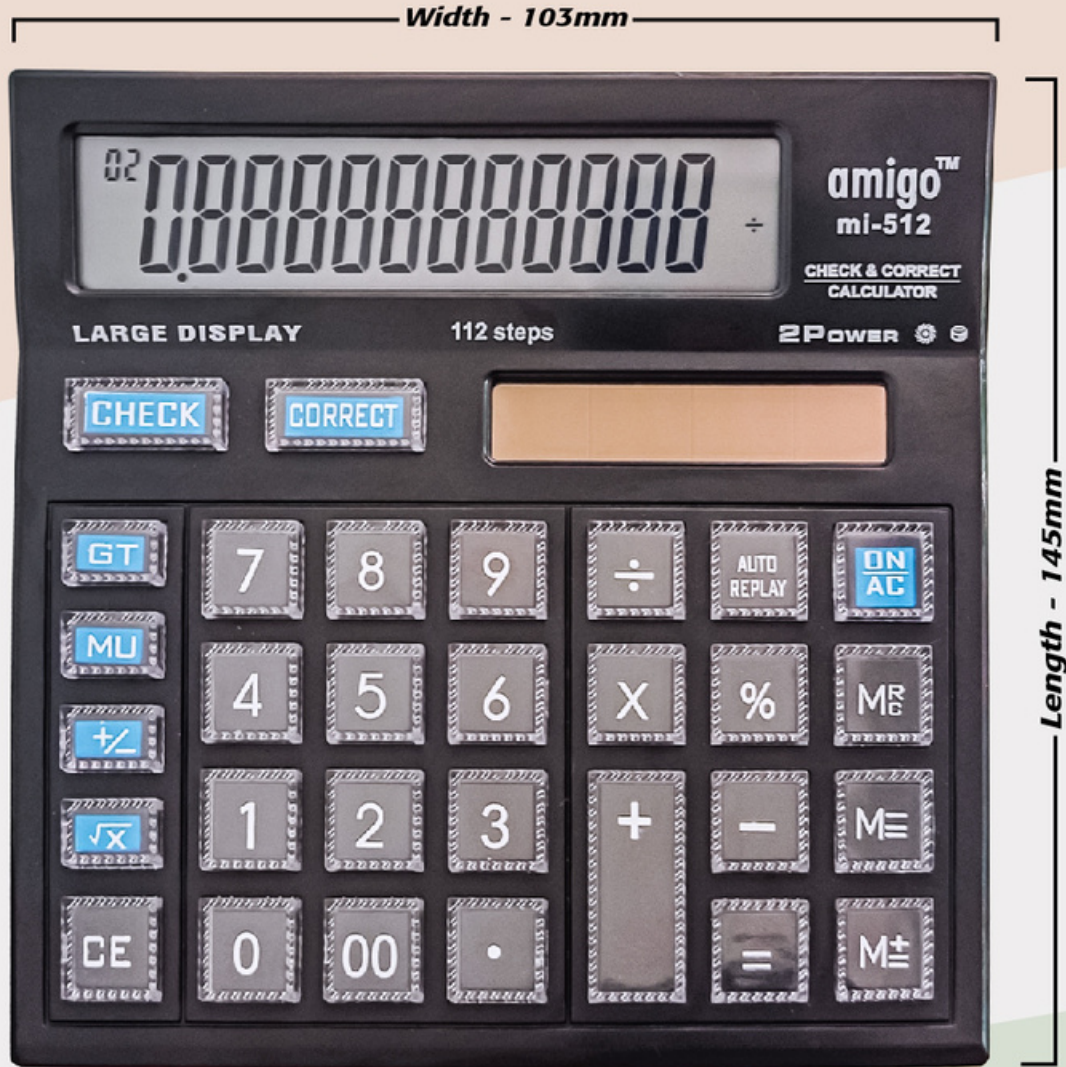 Width - 103mm
02
0.88888888888 ÷
amigo™
mi-512
CHECK & CORRECT
CALCULATOR
LARGE DISPLAY 112 steps 2POWER
CHECK CORRECT
GT 7 8 9 ÷ AUTO REPLAY ON AC
MU 4 5 6 X % MRC
+/− 1 2 3 + − M≡
√x
CE 0 00 . = M±
Length - 145mm